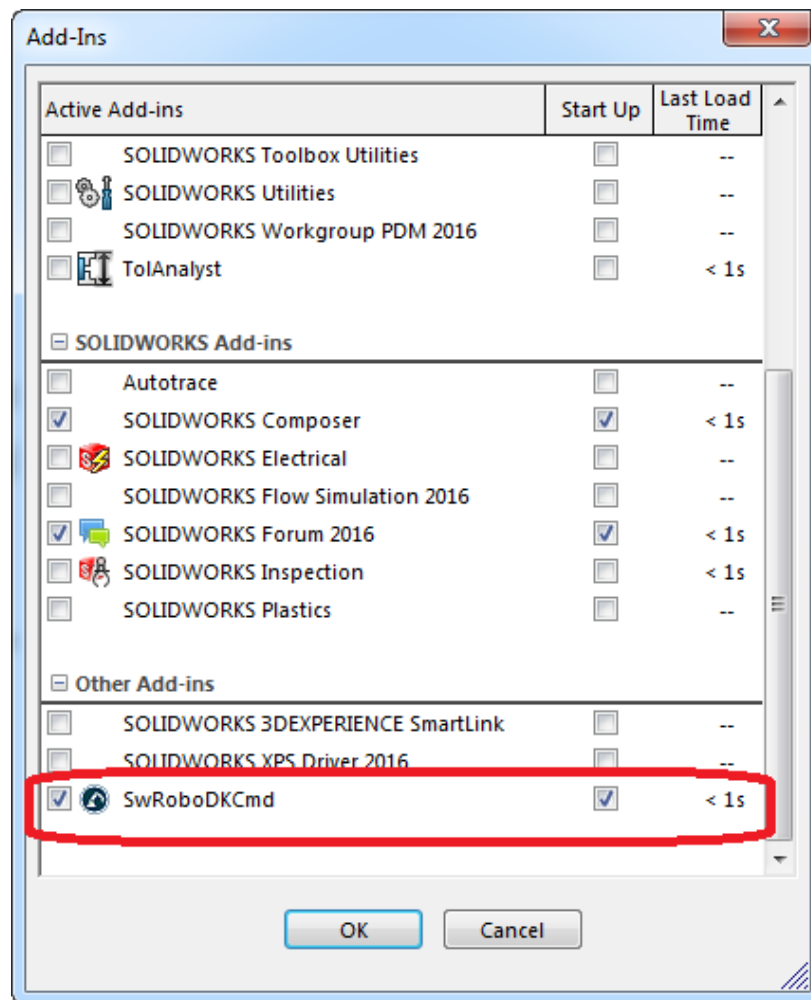 Add-Ins
Active Add-ins Start Up Last Load Time
SOLIDWORKS Toolbox Utilities --
SOLIDWORKS Utilities --
SOLIDWORKS Workgroup PDM 2016 --
TolAnalyst < 1s
SOLIDWORKS Add-ins
Autotrace --
SOLIDWORKS Composer < 1s
SOLIDWORKS Electrical --
SOLIDWORKS Flow Simulation 2016 --
SOLIDWORKS Forum 2016 < 1s
SOLIDWORKS Inspection < 1s
SOLIDWORKS Plastics --
Other Add-ins
SOLIDWORKS 3DEXPERIENCE SmartLink --
SOLIDWORKS XPS Driver 2016 --
SwRoboDKCmd < 1s
OK Cancel